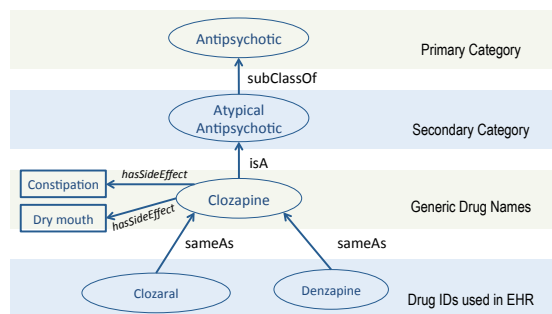 Antipsychotic
Primary Category
subClassOf
Atypical
Antipsychotic
Secondary Category
isA
Constipation
hasSideEffect
Clozapine
Generic Drug Names
Dry mouth
hasSideEffect
sameAs
sameAs
Clozaral
Denzapine
Drug IDs used in EHR